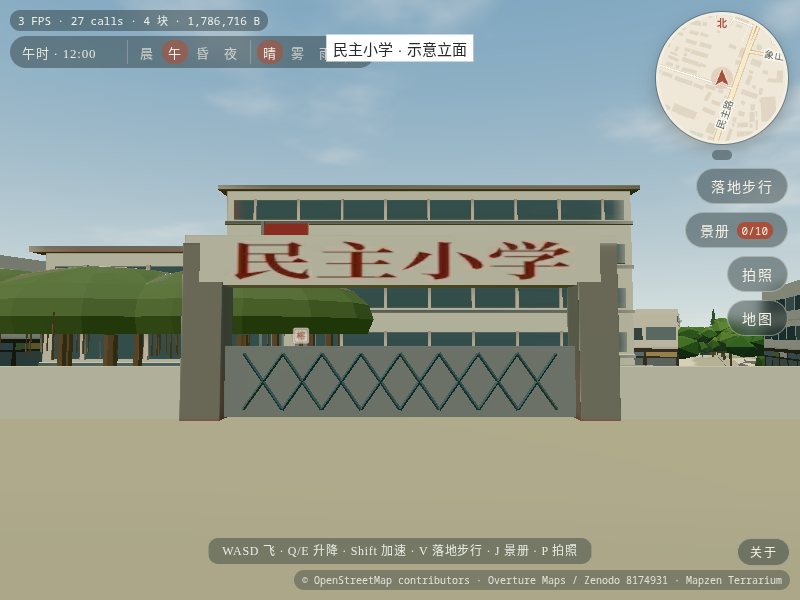 3 FPS · 27 calls · 4 块 · 1,786,716 B
午时 · 12:00 晨 午 昏 夜 晴 雾
民主小学 · 示意立面
北
民主路
落地步行
景册 0/10
拍照
地图
民主小学
WASD 飞 · Q/E 升降 · Shift 加速 · V 落地步行 · J 景册 · P 拍照
关于
© OpenStreetMap contributors · Overture Maps / Zenodo 8174931 · Mapzen Terrarium